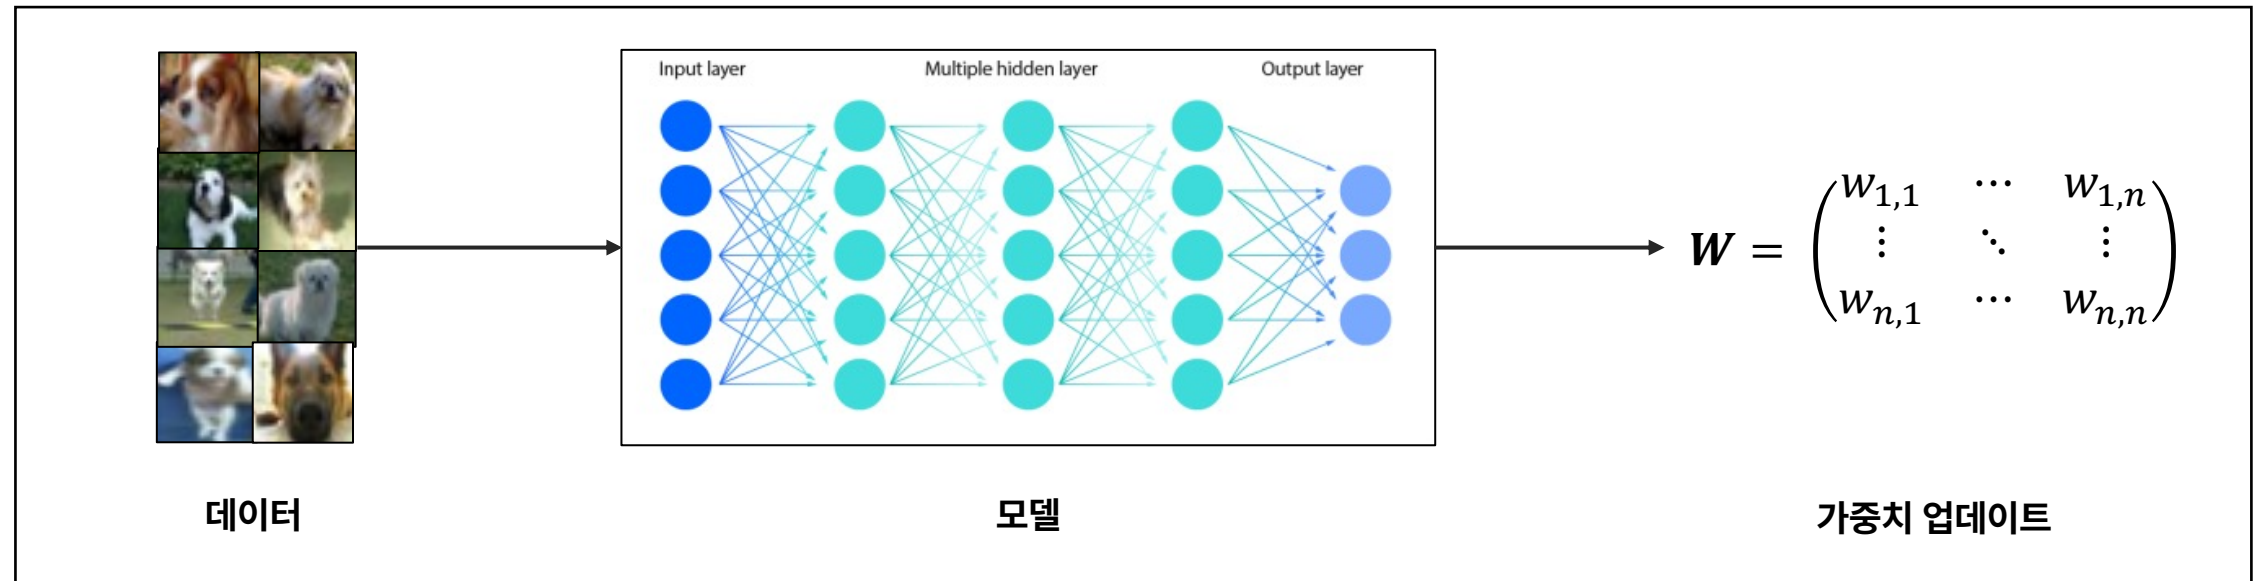 Input layer
Multiple hidden layer
Output layer
W = 
w1,1 ⋯ w1,n
⋮ ⋱ ⋮
wn,1 ⋯ wn,n
데이터
모델
가중치 업데이트